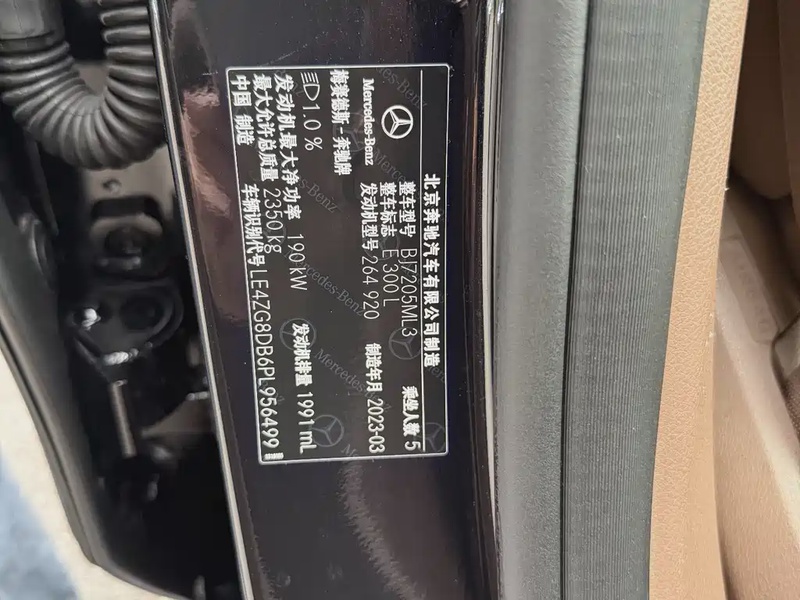 北京奔驰汽车有限公司制造
Mercedes-Benz
整车型号 BJ7205ML3 乘坐人数 5
整车标志 E 300 L
梅赛德斯-奔驰牌 发动机型号 264 920 制造年月 2023-03
1.0 %
发动机最大净功率 190 kW 发动机排量 1991 mL
最大允许总质量 2350 kg
中国 制造 车辆识别代号 LE4ZG8DB6PL956499